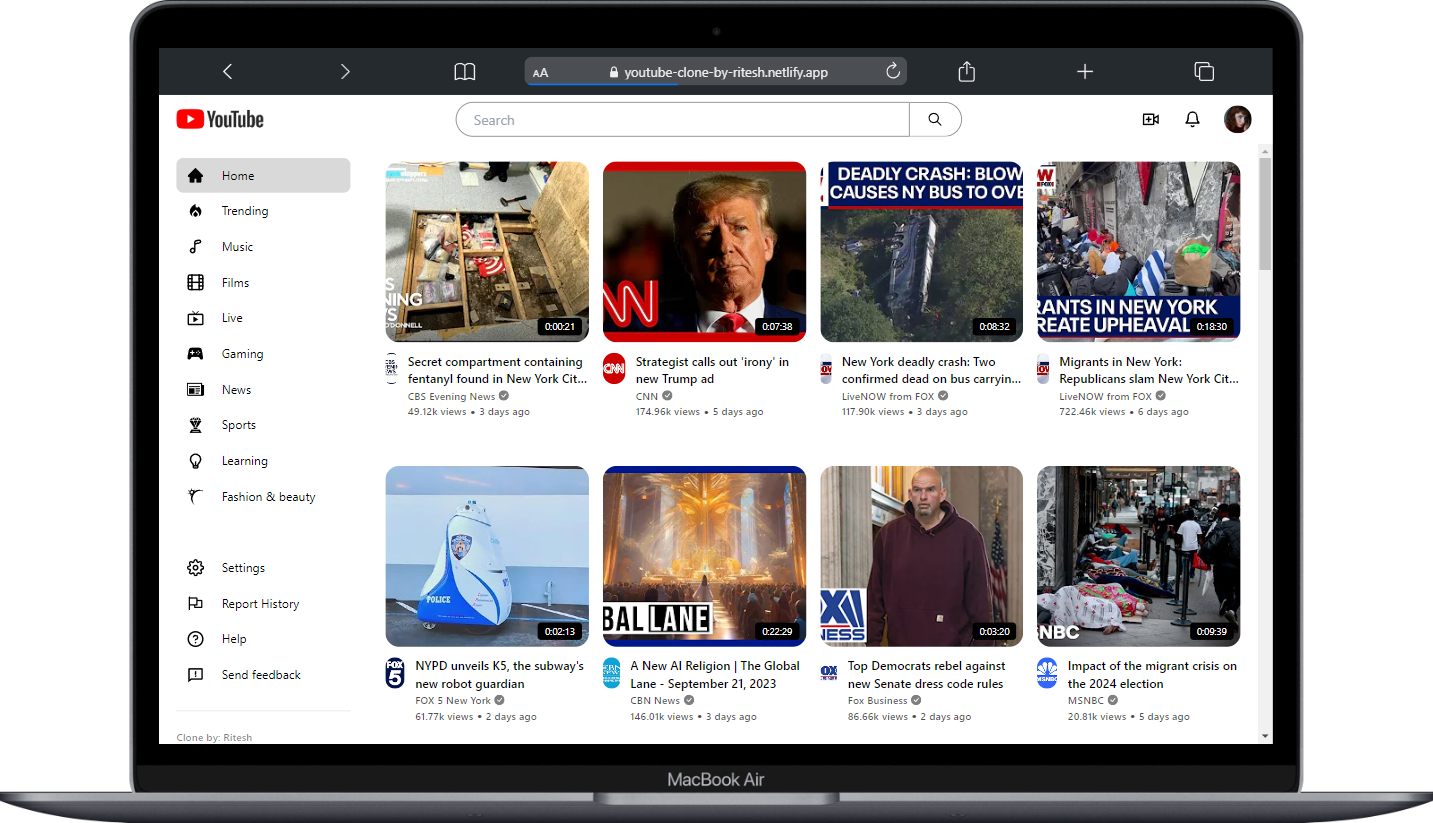 AA
youtube-clone-by-ritesh.netlify.app
YouTube
Search
Home
Trending
Music
Films
Live
Gaming
News
Sports
Learning
Fashion & beauty
Settings
Report History
Help
Send feedback
Clone by: Ritesh
O'DONNELL
0:00:21
Secret compartment containing
fentanyl found in New York Cit...
CBS Evening News
49.12k views • 3 days ago
NN
0:07:38
CNN
Strategist calls out 'irony' in
new Trump ad
CNN
174.96k views • 5 days ago
DEADLY CRASH: BLOW
CAUSES NY BUS TO OVE
0:08:32
New York deadly crash: Two
confirmed dead on bus carryin...
LiveNOW from FOX
117.90k views • 3 days ago
OW
FOX
RANTS IN NEW YORK
REATE UPHEAVAL
0:18:30
Migrants in New York:
Republicans slam New York Cit...
LiveNOW from FOX
722.46k views • 6 days ago
POLICE
0:02:13
FOX
5
NYPD unveils K5, the subway's
new robot guardian
FOX 5 New York
61.77k views • 2 days ago
BAL LANE
0:22:29
A New AI Religion | The Global
Lane - September 21, 2023
CBN News
146.01k views • 3 days ago
OX
NESS
0:03:20
Top Democrats rebel against
new Senate dress code rules
Fox Business
86.66k views • 2 days ago
SNBC
0:09:39
MSNBC
Impact of the migrant crisis on
the 2024 election
MSNBC
20.81k views • 5 days ago
MacBook Air